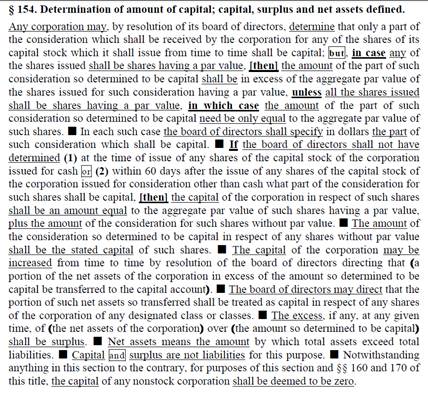 § 154. Determination of amount of capital; capital, surplus and net assets defined.
Any corporation may, by resolution of its board of directors, determine that only a part of
the consideration which shall be received by the corporation for any of the shares of its
capital stock which it shall issue from time to time shall be capital; but, in case any of
the shares issued shall be shares having a par value, [then] the amount of the part of such
consideration so determined to be capital shall be in excess of the aggregate par value of
the shares issued for such consideration having a par value, unless all the shares issued
shall be shares having a par value, in which case the amount of the part of such
consideration so determined to be capital need be only equal to the aggregate par value of
such shares. ■ In each such case the board of directors shall specify in dollars the part of
such consideration which shall be capital. ■ If the board of directors shall not have
determined (1) at the time of issue of any shares of the capital stock of the corporation
issued for cash or (2) within 60 days after the issue of any shares of the capital stock of
the corporation issued for consideration other than cash what part of the consideration for
such shares shall be capital, [then] the capital of the corporation in respect of such shares
shall be an amount equal to the aggregate par value of such shares having a par value,
plus the amount of the consideration for such shares without par value. ■ The amount of
the consideration so determined to be capital in respect of any shares without par value
shall be the stated capital of such shares. ■ The capital of the corporation may be
increased from time to time by resolution of the board of directors directing that (a
portion of the net assets of the corporation in excess of the amount so determined to be
capital be transferred to the capital account). ■ The board of directors may direct that the
portion of such net assets so transferred shall be treated as capital in respect of any shares
of the corporation of any designated class or classes. ■ The excess, if any, at any given
time, of (the net assets of the corporation) over (the amount so determined to be capital)
shall be surplus. ■ Net assets means the amount by which total assets exceed total
liabilities. ■ Capital and surplus are not liabilities for this purpose. ■ Notwithstanding
anything in this section to the contrary, for purposes of this section and §§ 160 and 170 of
this title, the capital of any nonstock corporation shall be deemed to be zero.